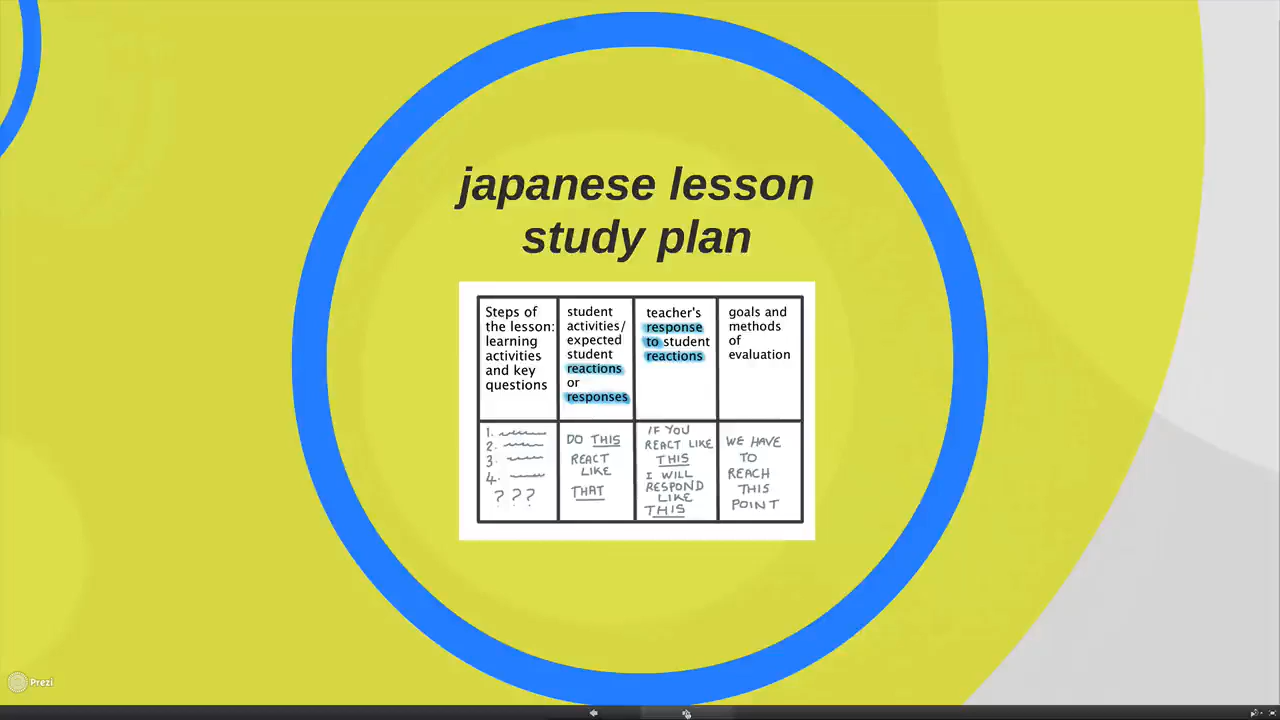 japanese lesson
study plan
Steps of
the lesson:
learning
activities
and key
questions
student
activities/
expected
student
reactions
or
responses
teacher's
response
to student
reactions
goals and
methods
of
evaluation
1.
2.
3.
4.
? ? ?
DO THIS
REACT
LIKE
THAT
IF YOU
REACT LIKE
THIS
I WILL
RESPOND
LIKE
THIS
WE HAVE
TO
REACH
THIS
POINT
Prezi